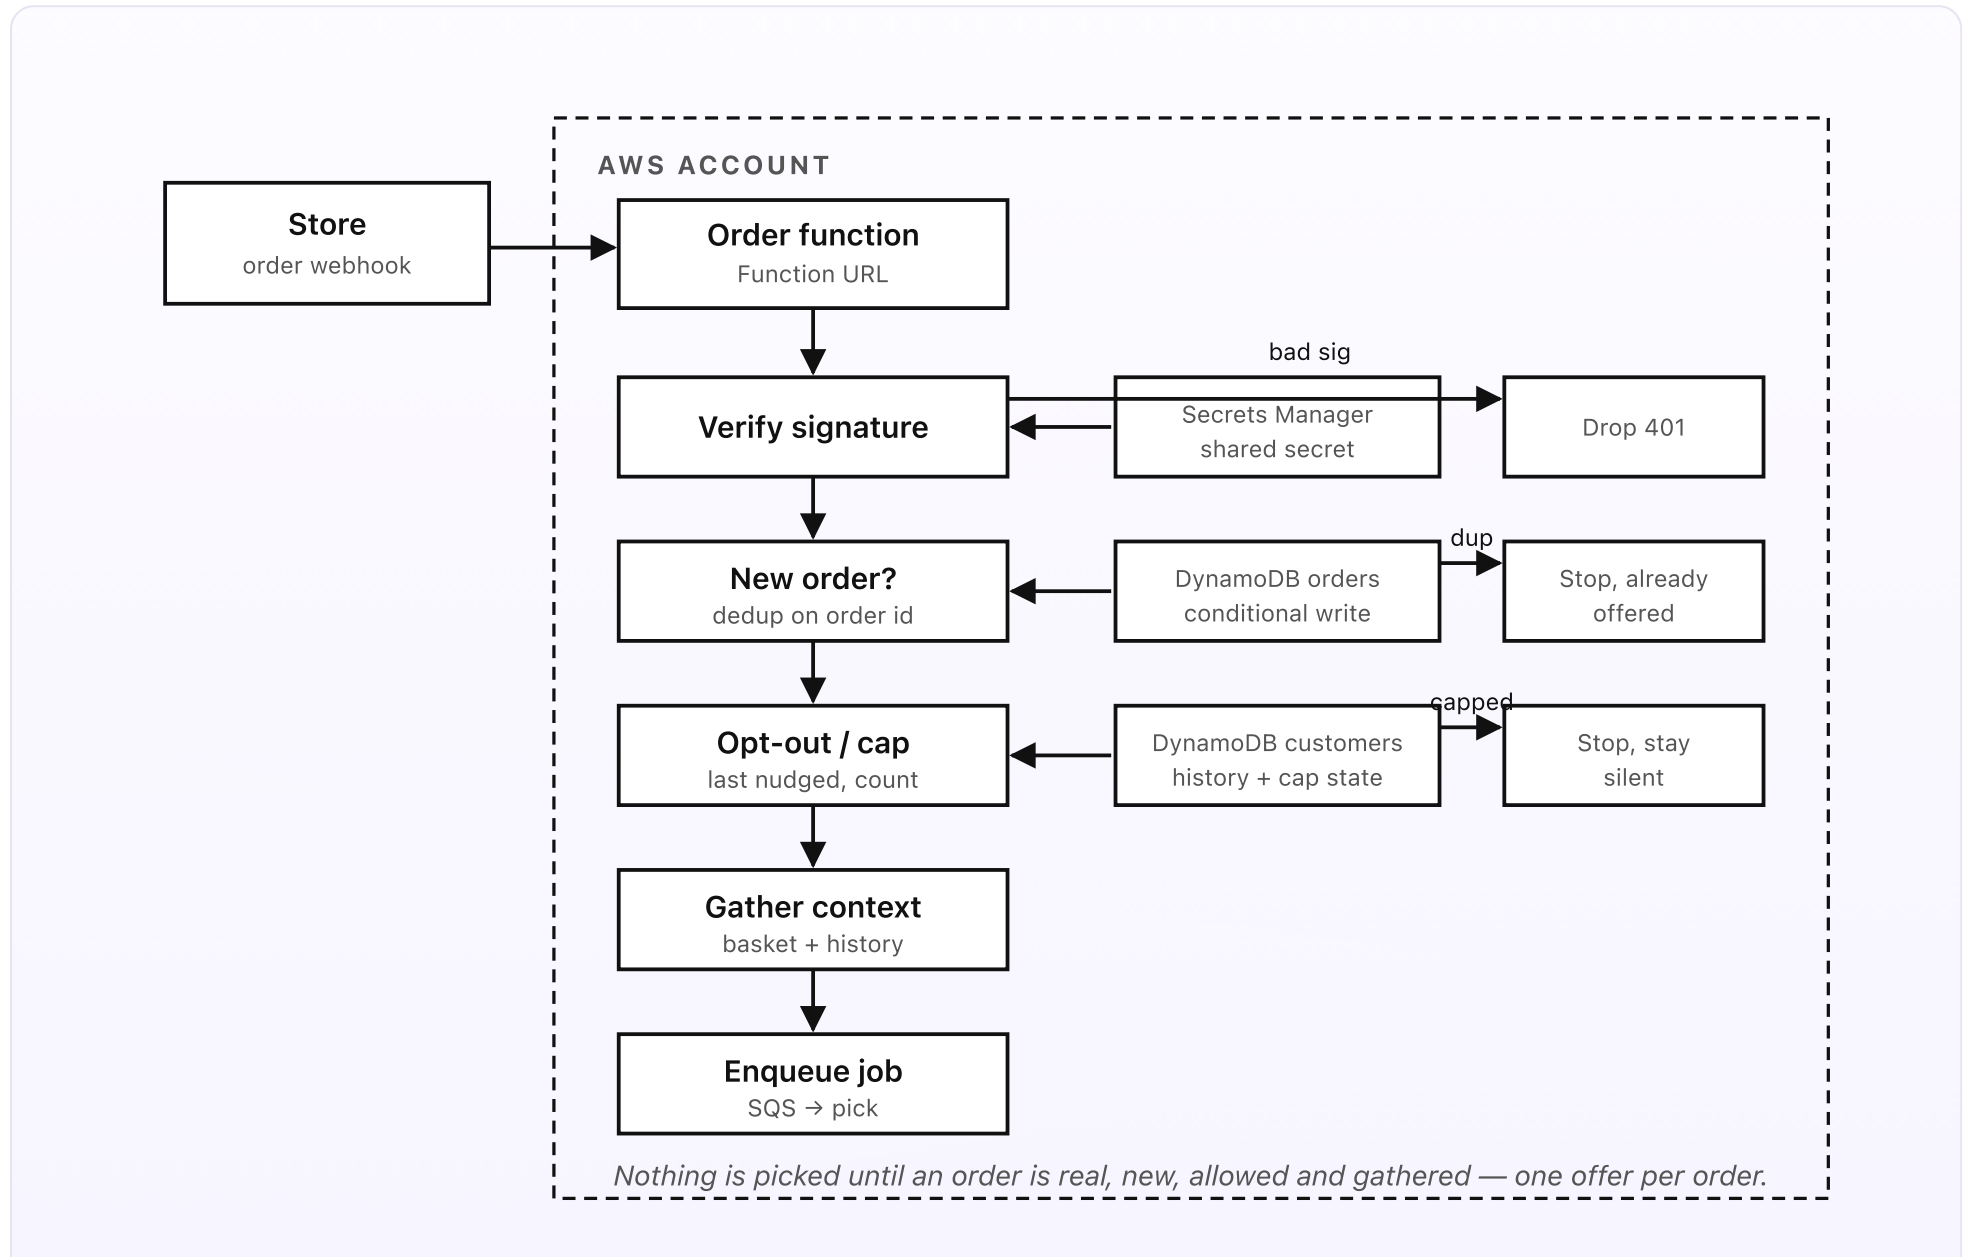 AWS ACCOUNT
Store
order webhook
Order function
Function URL
bad sig
Verify signature
Secrets Manager
shared secret
Drop 401
dup
New order?
dedup on order id
DynamoDB orders
conditional write
Stop, already
offered
capped
Opt-out / cap
last nudged, count
DynamoDB customers
history + cap state
Stop, stay
silent
Gather context
basket + history
Enqueue job
SQS → pick
Nothing is picked until an order is real, new, allowed and gathered — one offer per order.